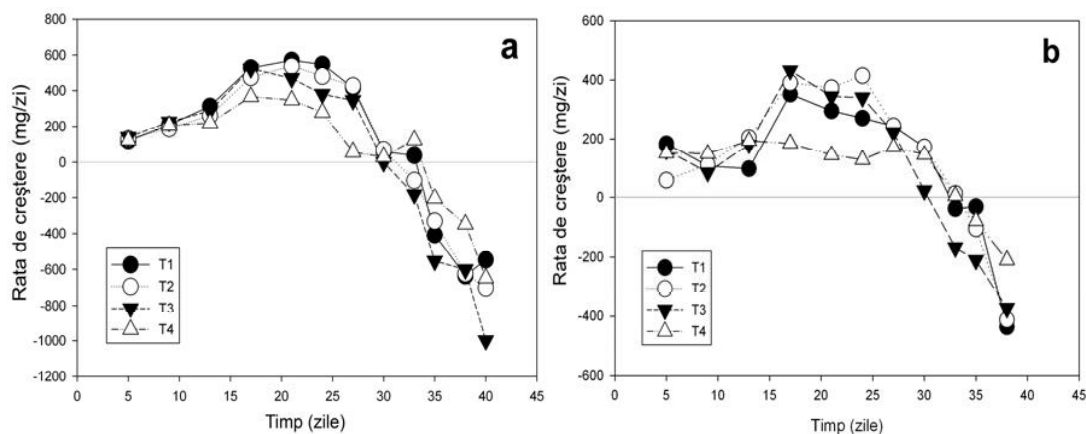 a
Rata de creştere (mg/zi)
800
600
400
200
0
-200
-400
-600
-800
-1000
-1200
T1
T2
T3
T4
0 5 10 15 20 25 30 35 40 45
Timp (zile)
b
Rata de creştere (mg/zi)
600
400
200
0
-200
-400
-600
T1
T2
T3
T4
0 5 10 15 20 25 30 35 40 45
Timp (zile)